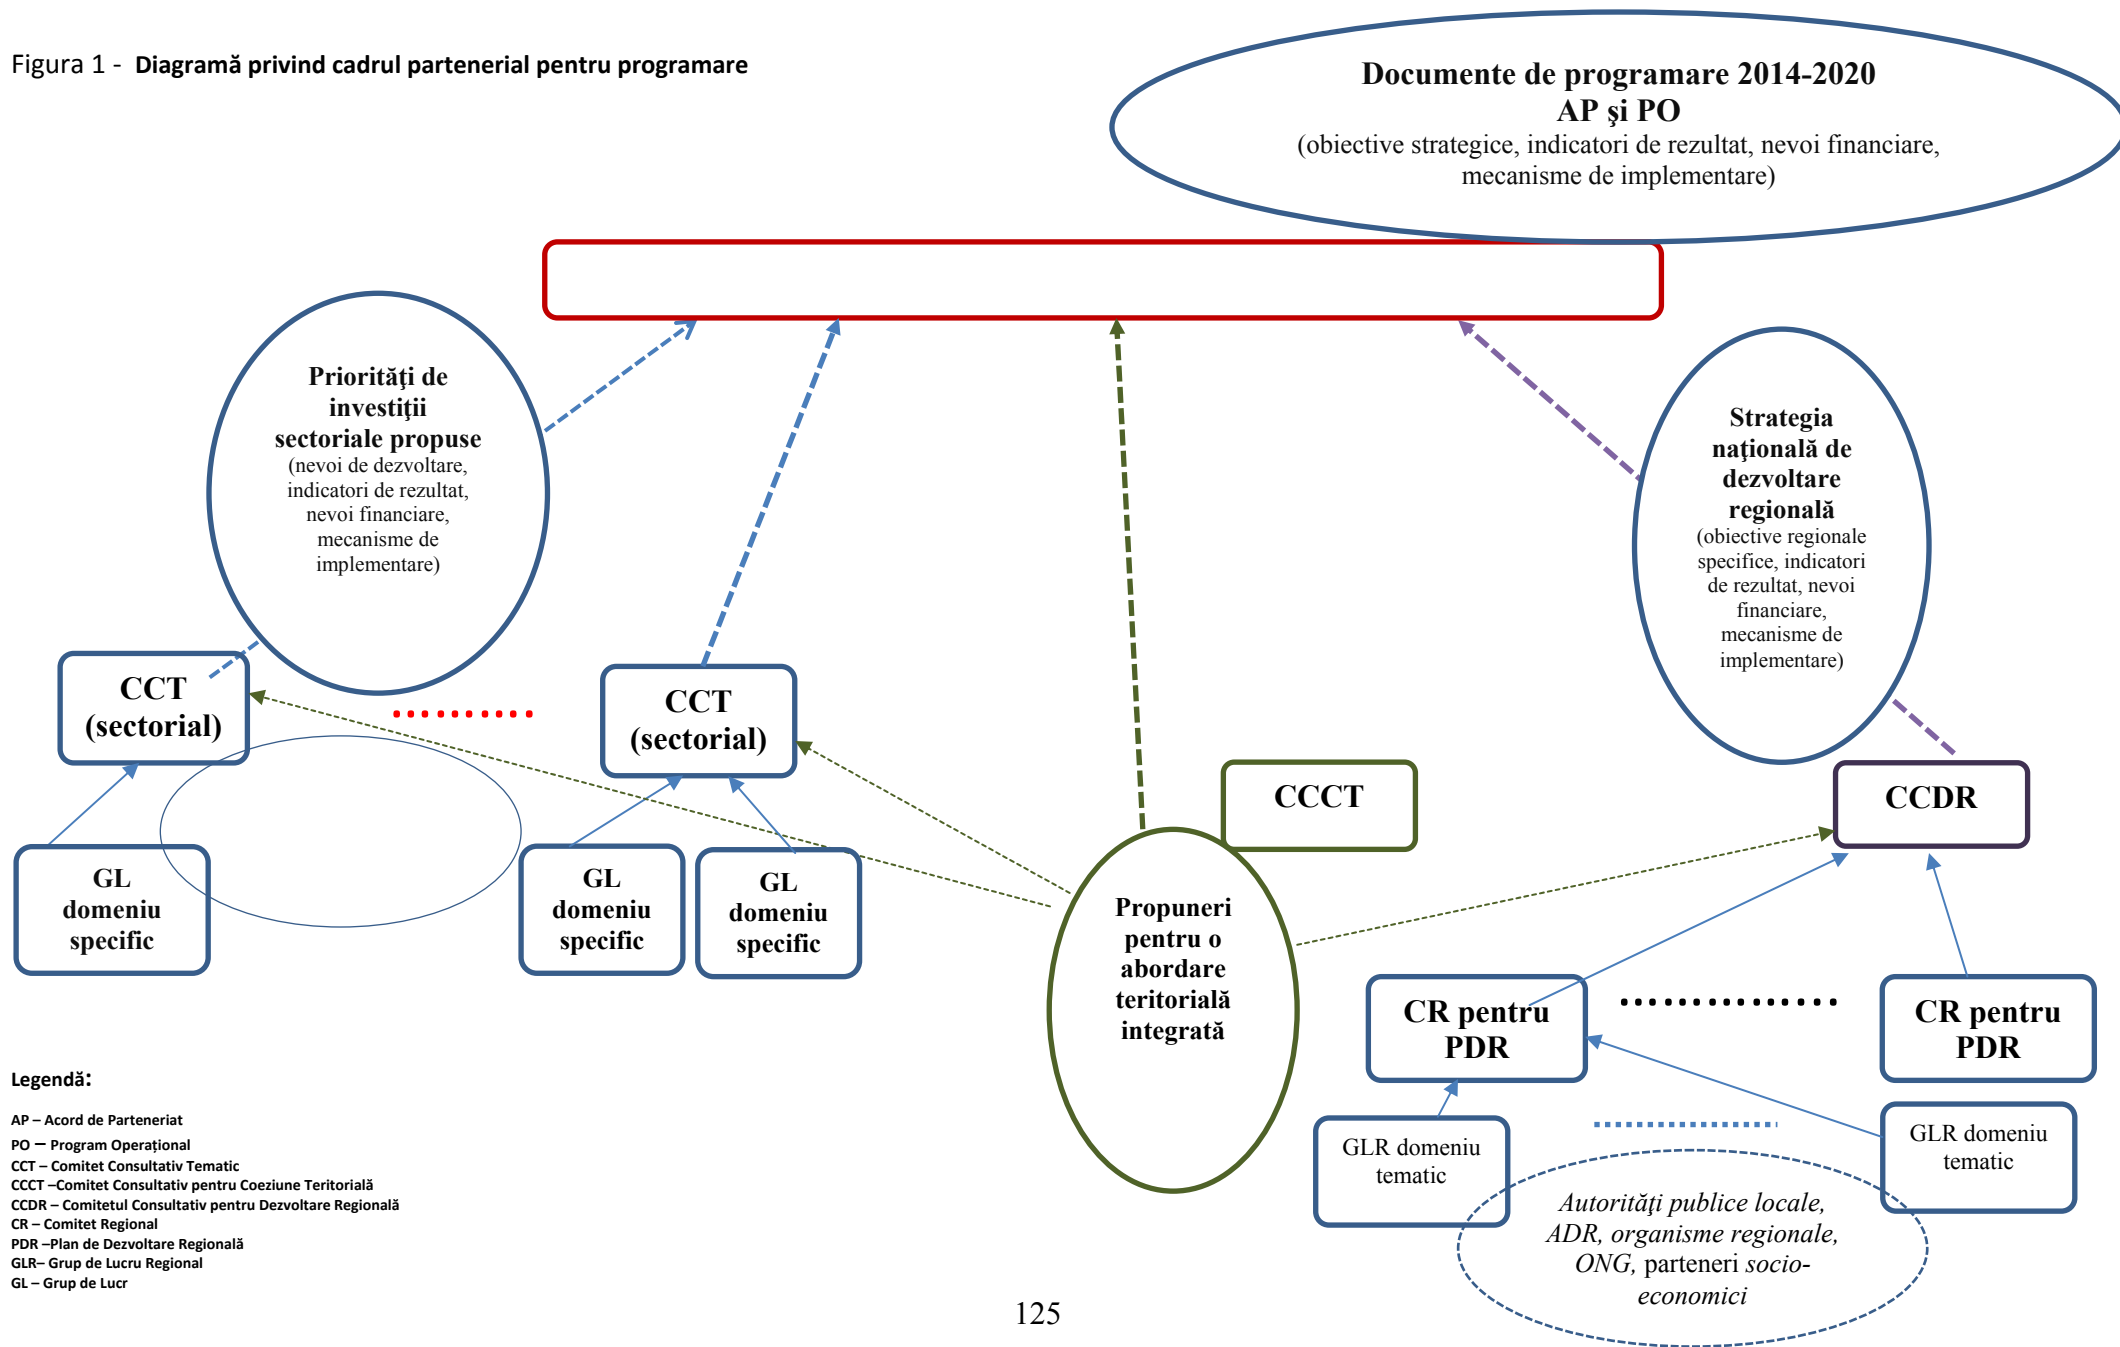 Figura 1 - Diagramă privind cadrul partenerial pentru programare
Documente de programare 2014-2020
AP şi PO
(obiective strategice, indicatori de rezultat, nevoi financiare,
mecanisme de implementare)
Priorităţi de
investiţii
sectoriale propuse
(nevoi de dezvoltare,
indicatori de rezultat,
nevoi financiare,
mecanisme de
implementare)
Strategia
naţională de
dezvoltare
regională
(obiective regionale
specifice, indicatori
de rezultat, nevoi
financiare,
mecanisme de
implementare)
CCT
(sectorial)
CCT
(sectorial)
CCCT
CCDR
GL
domeniu
specific
GL
domeniu
specific
GL
domeniu
specific
Propuneri
pentru o
abordare
teritorială
integrată
CR pentru
PDR
CR pentru
PDR
GLR domeniu
tematic
GLR domeniu
tematic
Autorităţi publice locale,
ADR, organisme regionale,
ONG, parteneri socio-
economici
Legendă:
AP – Acord de Parteneriat
PO – Program Operațional
CCT – Comitet Consultativ Tematic
CCCT –Comitet Consultativ pentru Coeziune Teritorială
CCDR – Comitetul Consultativ pentru Dezvoltare Regională
CR – Comitet Regional
PDR –Plan de Dezvoltare Regională
GLR– Grup de Lucru Regional
GL – Grup de Lucr
125